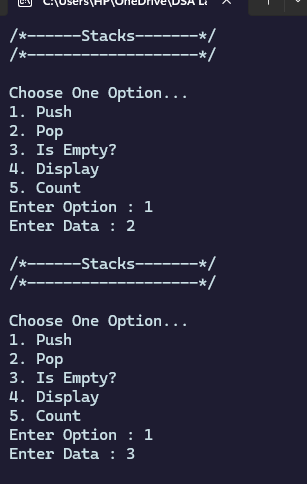 C:\Users\HP\OneDrive\DSA La
/*------Stacks-------*/
/*-------------------*/
Choose One Option...
1. Push
2. Pop
3. Is Empty?
4. Display
5. Count
Enter Option : 1
Enter Data : 2
/*------Stacks-------*/
/*-------------------*/
Choose One Option...
1. Push
2. Pop
3. Is Empty?
4. Display
5. Count
Enter Option : 1
Enter Data : 3